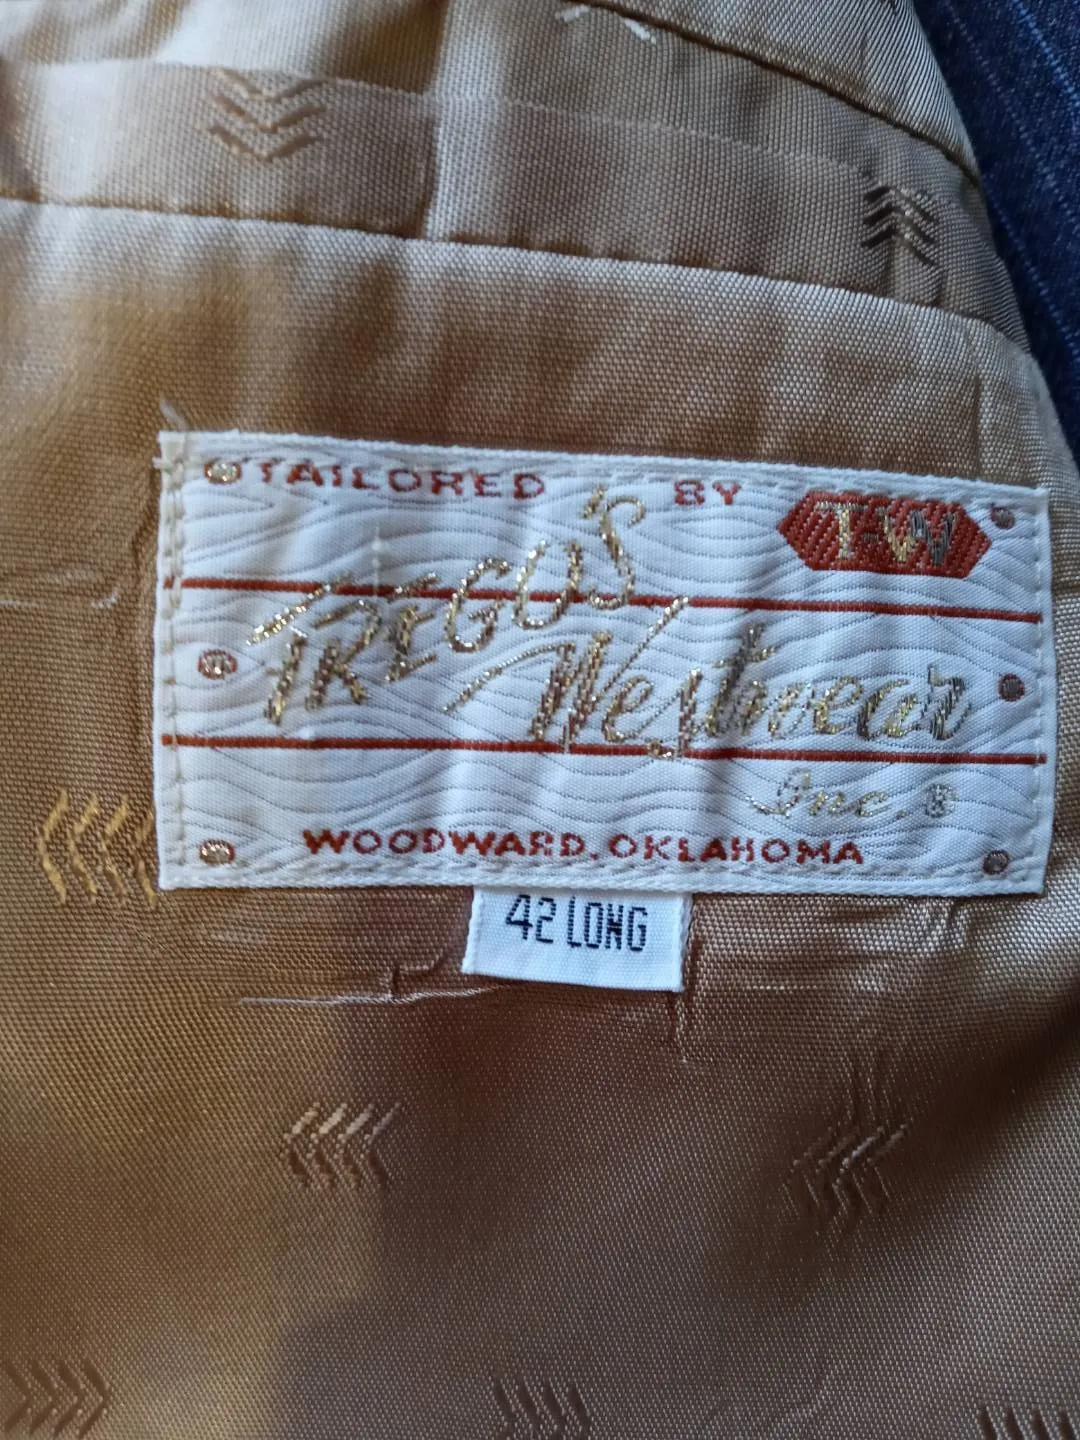 TAILORED BY T-W
TREGO'S
Westwear
Inc.®
WOODWARD, OKLAHOMA
42 LONG